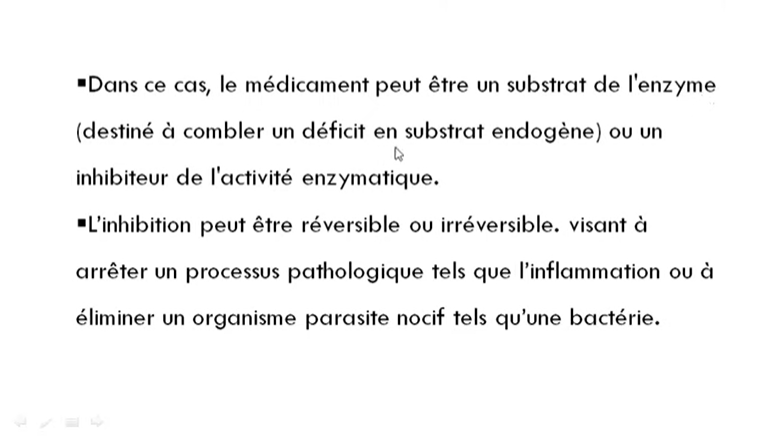 ▪Dans ce cas, le médicament peut être un substrat de l'enzyme
(destiné à combler un déficit en substrat endogène) ou un
inhibiteur de l'activité enzymatique.
▪L’inhibition peut être réversible ou irréversible. visant à
arrêter un processus pathologique tels que l’inflammation ou à
éliminer un organisme parasite nocif tels qu’une bactérie.